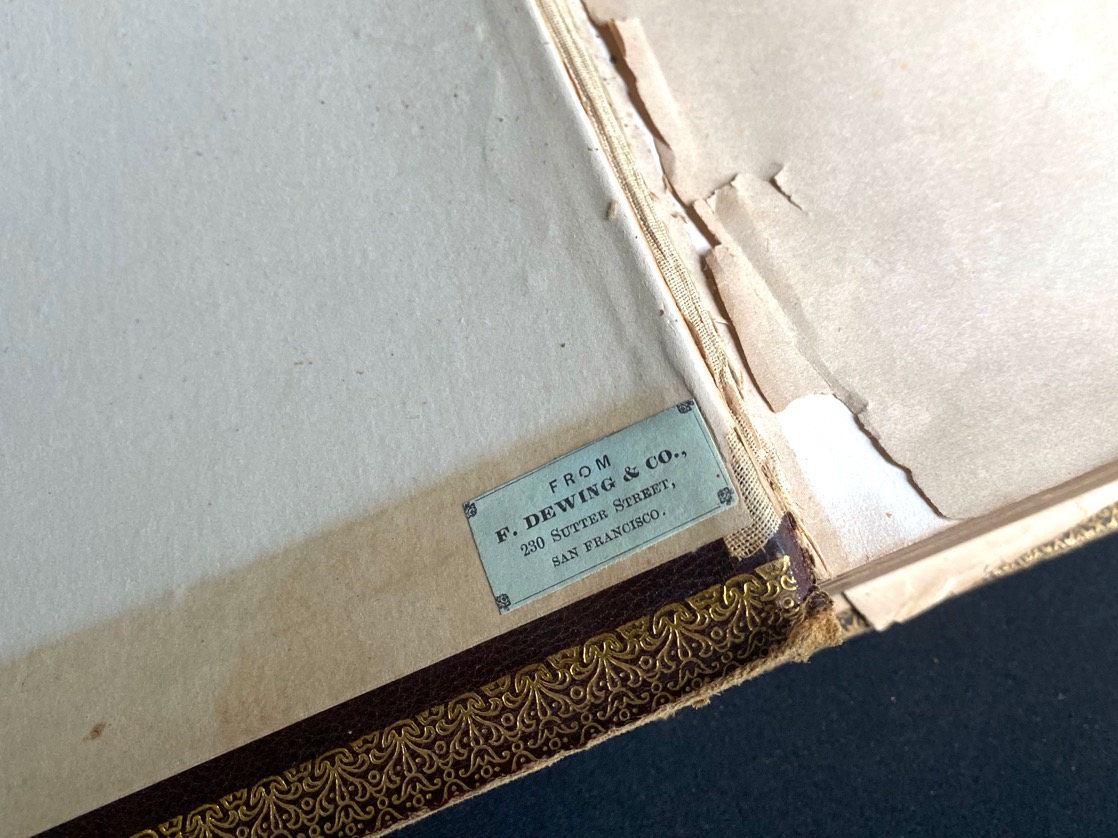 FROM
F. DEWING & CO.,
230 SUTTER STREET,
SAN FRANCISCO.